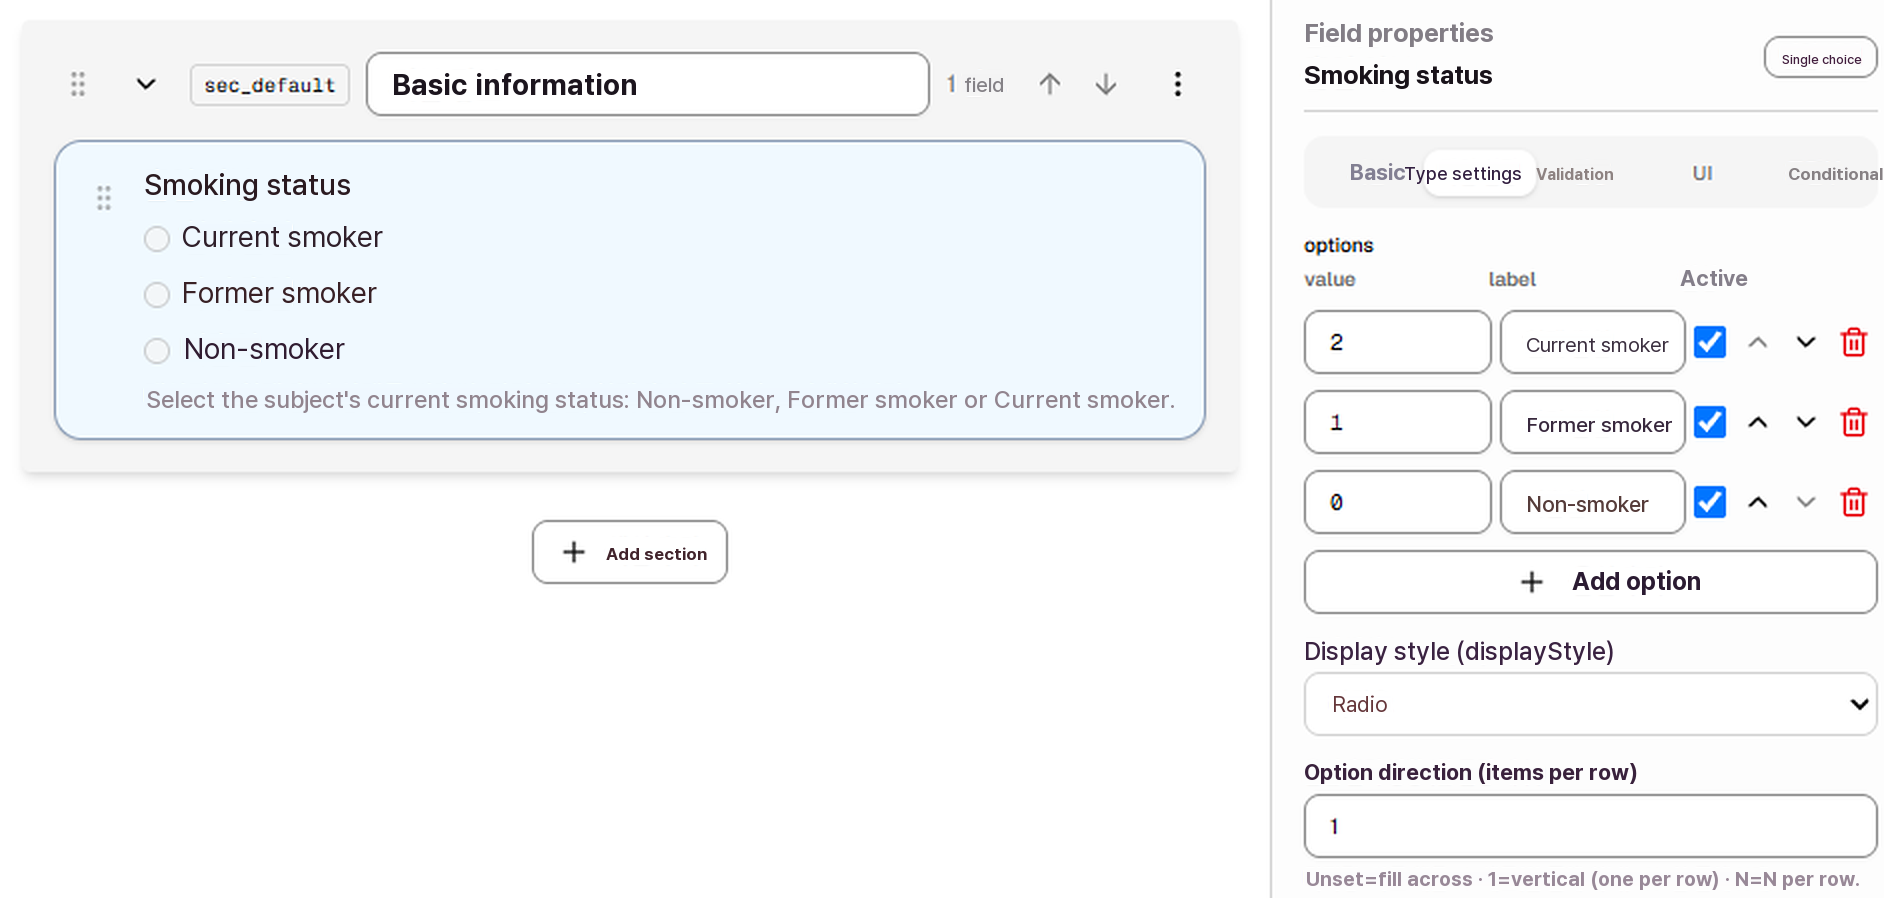 sec_default
Basic information
1 field
Smoking status
Current smoker
Former smoker
Non-smoker
Select the subject's current smoking status: Non-smoker, Former smoker or Current smoker.
Add section
Field properties
Smoking status
Single choice
Basic Type settings Validation UI Conditional
options
value label Active
2 Current smoker
1 Former smoker
0 Non-smoker
Add option
Display style (displayStyle)
Radio
Option direction (items per row)
1
Unset=fill across · 1=vertical (one per row) · N=N per row.